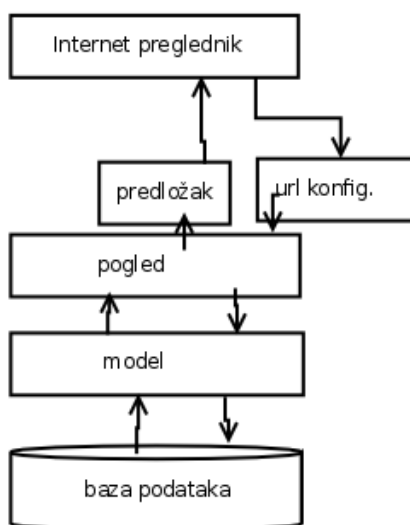 Internet preglednik
predložak
url konfig.
pogled
model
baza podataka